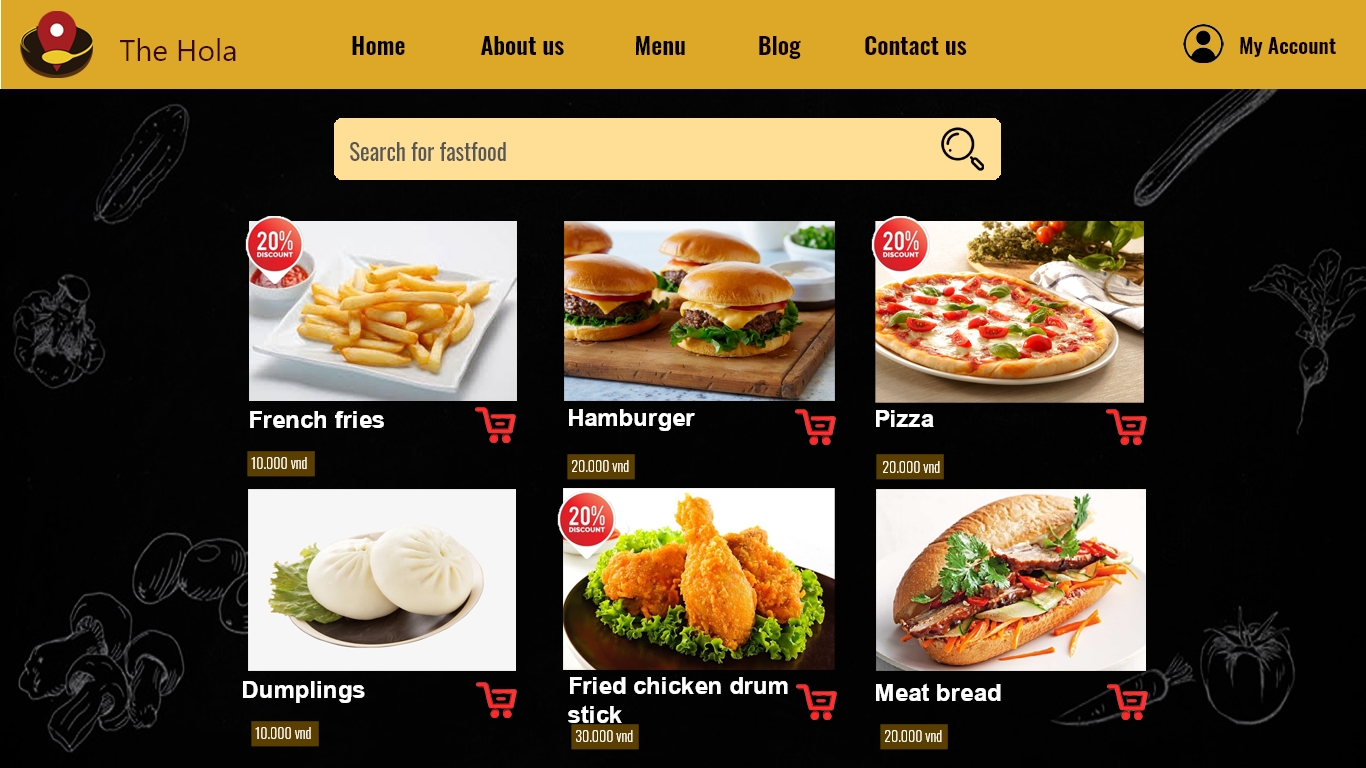 The Hola
Home
About us
Menu
Blog
Contact us
My Account
Search for fastfood
20%
DISCOUNT
20%
DISCOUNT
French fries
Hamburger
Pizza
10.000 vnd
20.000 vnd
20.000 vnd
20%
DISCOUNT
Dumplings
Fried chicken drum
stick
Meat bread
10.000 vnd
30.000 vnd
20.000 vnd